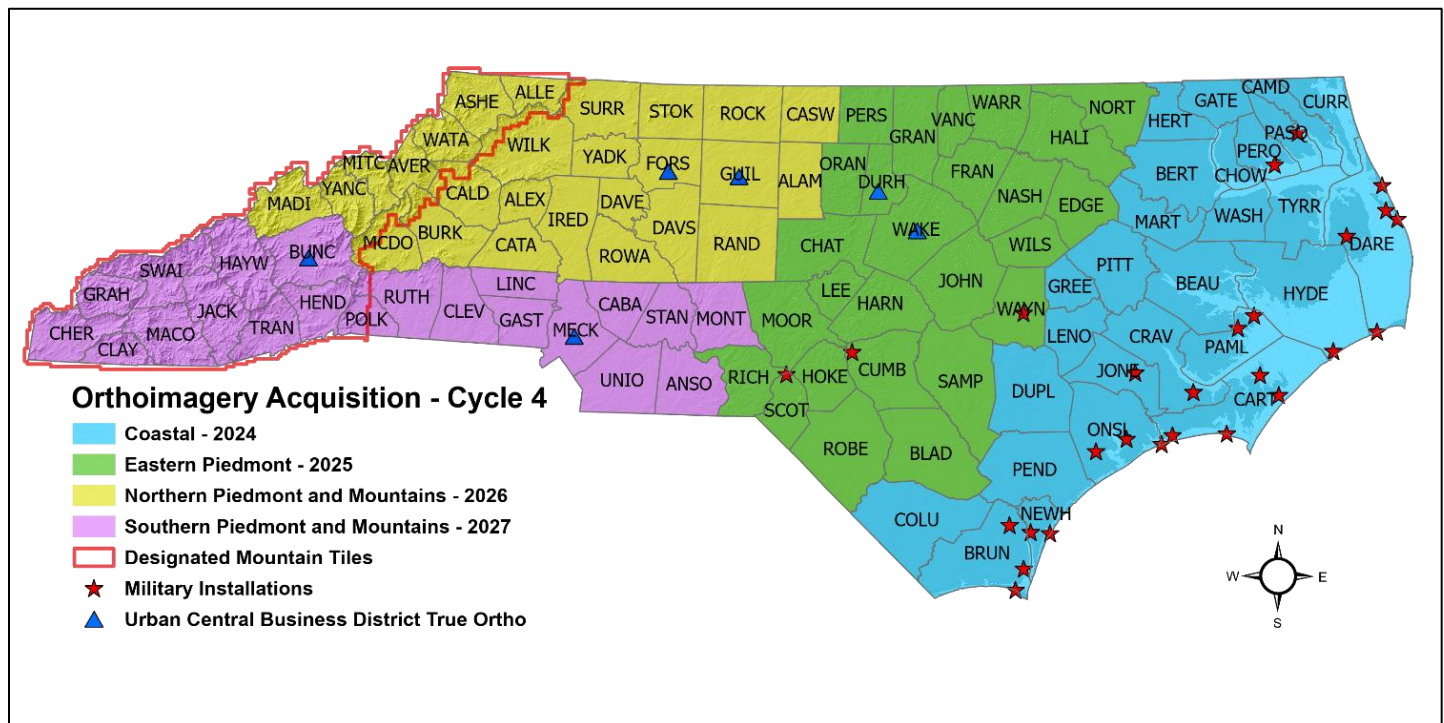 CAMD
GATE
CURR
HERT
PASQ
PERO
CHOW
BERT
ALLE
ASHE
SURR
STOK
ROCK
CASW
PERS
GRAN
VANC
WARR
NORT
HALI
WATA
WILK
MITC
AVER
YANC
YADK
FORS
GUIL
ALAM
ORAN
DURH
FRAN
NASH
EDGE
MART
WASH
TYRR
DARE
MADI
CALD
ALEX
IRED
DAVE
DAVS
RAND
CHAT
WAKE
WILS
MCDO
BURK
CATA
ROWA
BUNC
HAYW
SWAI
GRAH
JACK
HEND
RUTH
LINC
CLEV
GAST
CABA
STAN
MONT
LEE
HARN
JOHN
MOOR
WAYN
GREE
PITT
BEAU
HYDE
CHER
CLAY
MACO
TRAN
POLK
MECK
UNIO
ANSO
RICH
HOKE
SCOT
CUMB
SAMP
LENO
CRAV
PAML
JONE
CART
DUPL
ONSL
ROBE
BLAD
PEND
COLU
BRUN
NEWH
Orthoimagery Acquisition - Cycle 4
Coastal - 2024
Eastern Piedmont - 2025
Northern Piedmont and Mountains - 2026
Southern Piedmont and Mountains - 2027
Designated Mountain Tiles
Military Installations
Urban Central Business District True Ortho
N
W
E
S